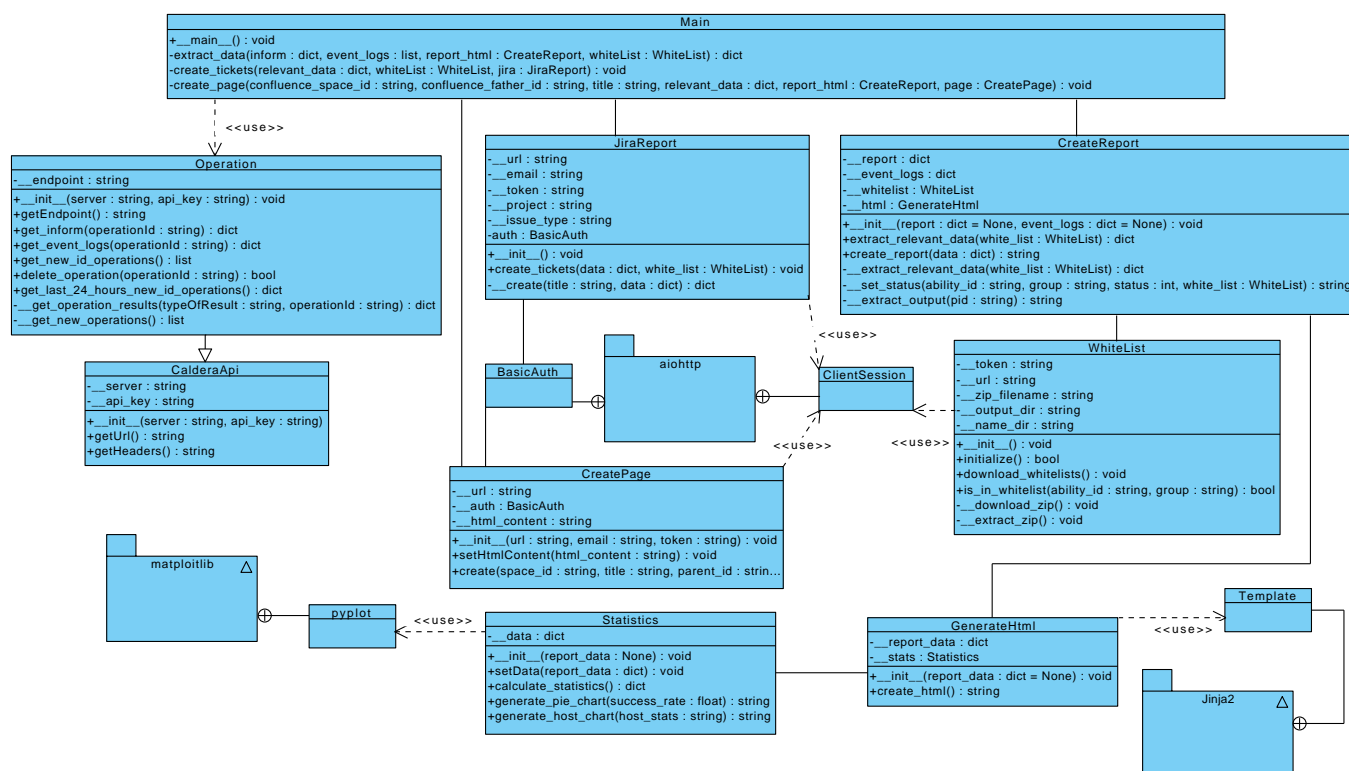 Main
+__main__() : void
-extract_data(inform : dict, event_logs : list, report_html : CreateReport, whiteList : WhiteList) : dict
-create_tickets(relevant_data : dict, whiteList : WhiteList, jira : JiraReport) : void
-create_page(confluence_space_id : string, confluence_father_id : string, title : string, relevant_data : dict, report_html : CreateReport, page : CreatePage) : void
<<use>>
Operation
-__endpoint : string
+__init__(server : string, api_key : string) : void
+getEndpoint() : string
+get_inform(operationId : string) : dict
+get_event_logs(operationId : string) : dict
+get_new_id_operations() : list
+delete_operation(operationId : string) : bool
+get_last_24_hours_new_id_operations() : dict
-__get_operation_results(typeOfResult : string, operationId : string) : dict
-__get_new_operations() : list
JiraReport
-__url : string
-__email : string
-__token : string
-__project : string
-__issue_type : string
-auth : BasicAuth
+__init__() : void
+create_tickets(data : dict, white_list : WhiteList) : void
-__create(title : string, data : dict) : dict
CreateReport
-__report : dict
-__event_logs : dict
-__whitelist : WhiteList
-__html : GenerateHtml
+__init__(report : dict = None, event_logs : dict = None) : void
+extract_relevant_data(white_list : WhiteList) : dict
+create_report(data : dict) : string
-__extract_relevant_data(white_list : WhiteList) : dict
-__set_status(ability_id : string, group : string, status : int, white_list : WhiteList) : string
-__extract_output(pid : string) : string
<<use>>
CalderaApi
-__server : string
-__api_key : string
+__init__(server : string, api_key : string)
+getUrl() : string
+getHeaders() : string
BasicAuth
aiohttp
ClientSession
<<use>>
<<use>>
WhiteList
-__token : string
-__url : string
-__zip_filename : string
-__output_dir : string
-__name_dir : string
+__init__() : void
+initialize() : bool
+download_whitelists() : void
+is_in_whitelist(ability_id : string, group : string) : bool
-__download_zip() : void
-__extract_zip() : void
CreatePage
-__url : string
-__auth : BasicAuth
-__html_content : string
+__init__(url : string, email : string, token : string) : void
+setHtmlContent(html_content : string) : void
+create(space_id : string, title : string, parent_id : strin...
matploitlib
pyplot
<<use>>
Statistics
-__data : dict
+__init__(report_data : None) : void
+setData(report_data : dict) : void
+calculate_statistics() : dict
+generate_pie_chart(success_rate : float) : string
+generate_host_chart(host_stats : string) : string
GenerateHtml
-__report_data : dict
-__stats : Statistics
+__init__(report_data : dict = None) : void
+create_html() : string
<<use>>
Template
Jinja2